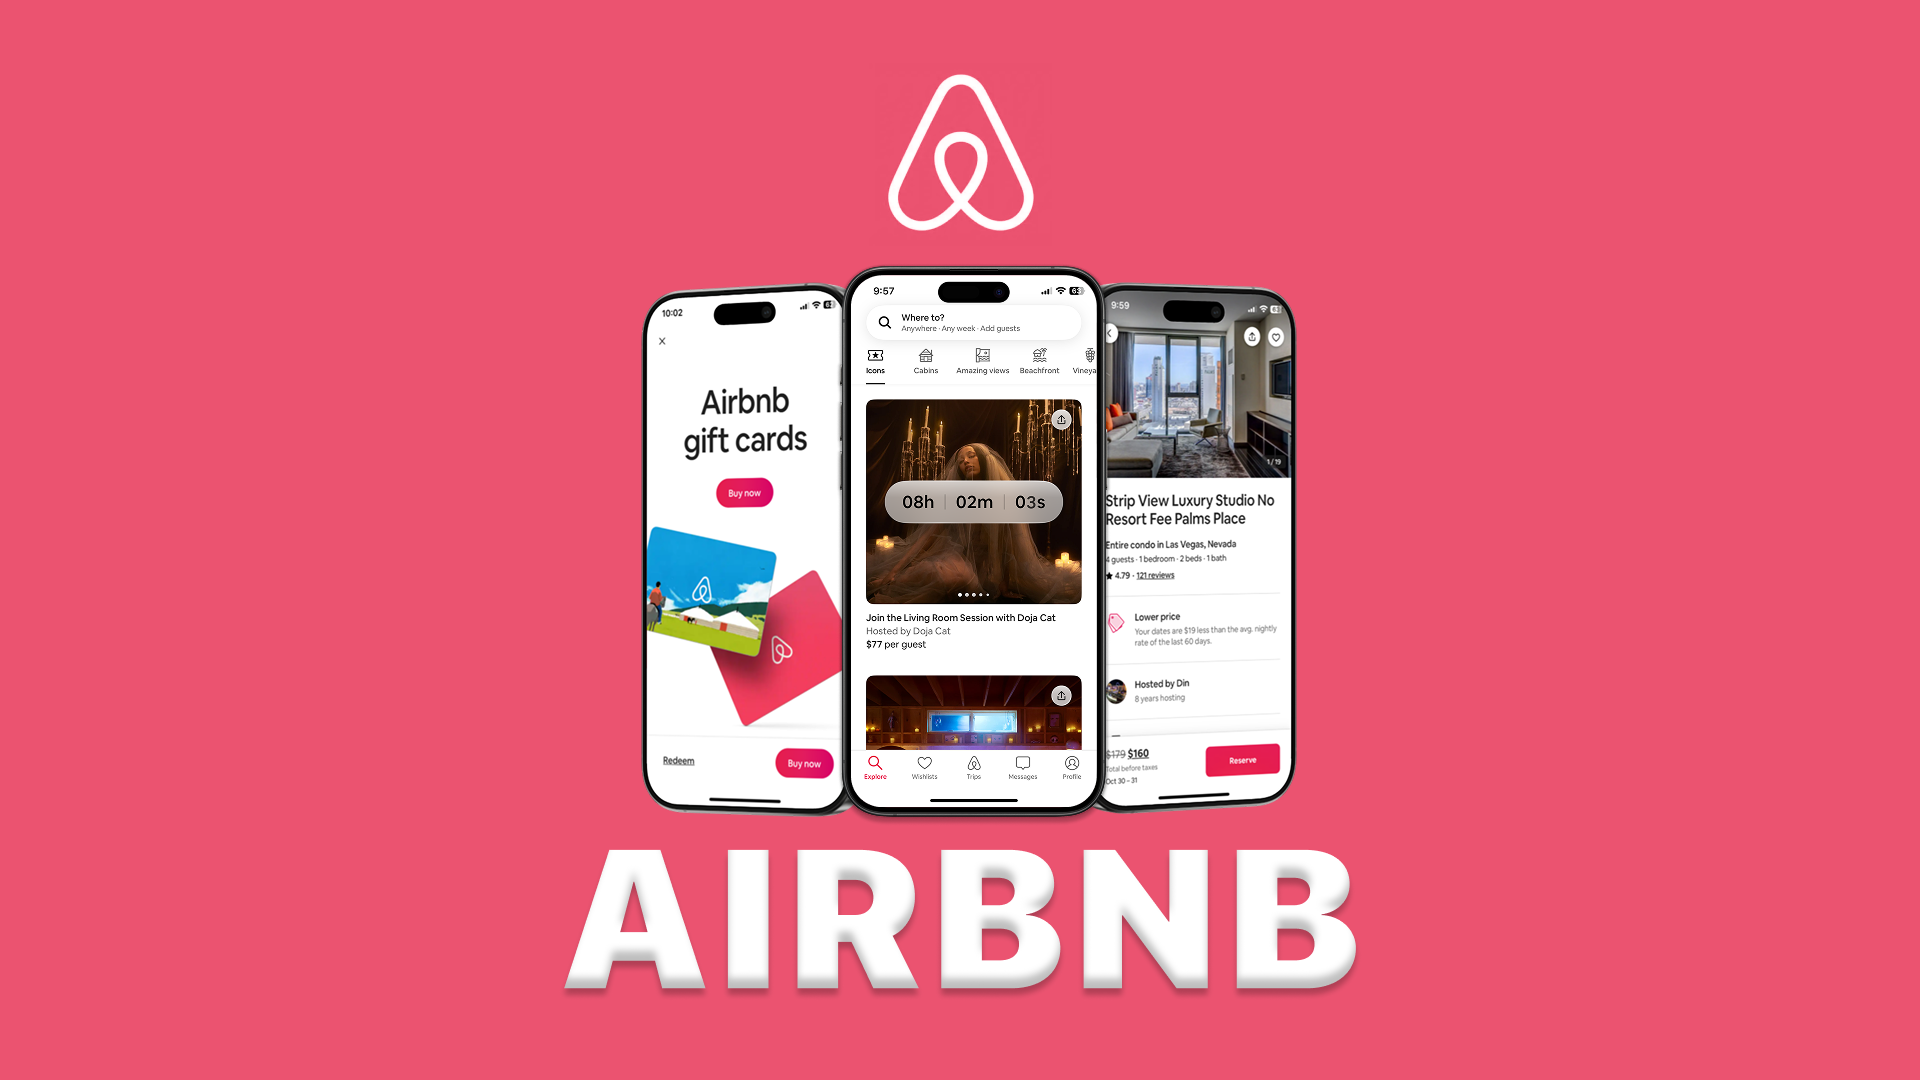 10:02
X
Airbnb
gift cards
Buy now
Redeem
Buy now
9:57
Where to?
Anywhere · Any week · Add guests
Icons
Cabins
Amazing views
Beachfront
08h | 02m | 03s
Join the Living Room Session with Doja Cat
Hosted by Doja Cat
$77 per guest
Explore
Wishlists
Trips
Messages
Profile
9:59
1 / 19
Strip View Luxury Studio No
Resort Fee Palms Place
Entire condo in Las Vegas, Nevada
4 guests · 1 bedroom · 2 beds · 1 bath
★ 4.79 · 121 reviews
Lower price
Your dates are $19 less than the avg. nightly
rate of the last 60 days.
Hosted by Din
8 years hosting
$179 $160
Total before taxes
Oct 30 – 31
Reserve
AIRBNB